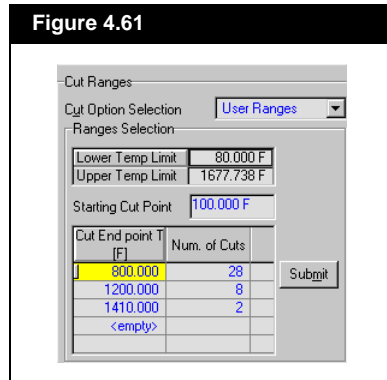 Figure 4.61
Cut Ranges
Cut Option Selection User Ranges
Ranges Selection
Lower Temp Limit 80.000 F
Upper Temp Limit 1677.738 F
Starting Cut Point 100.000 F
Cut End point T
[F] Num. of Cuts
800.000 28 Submit
1200.000 8
1410.000 2
<empty>